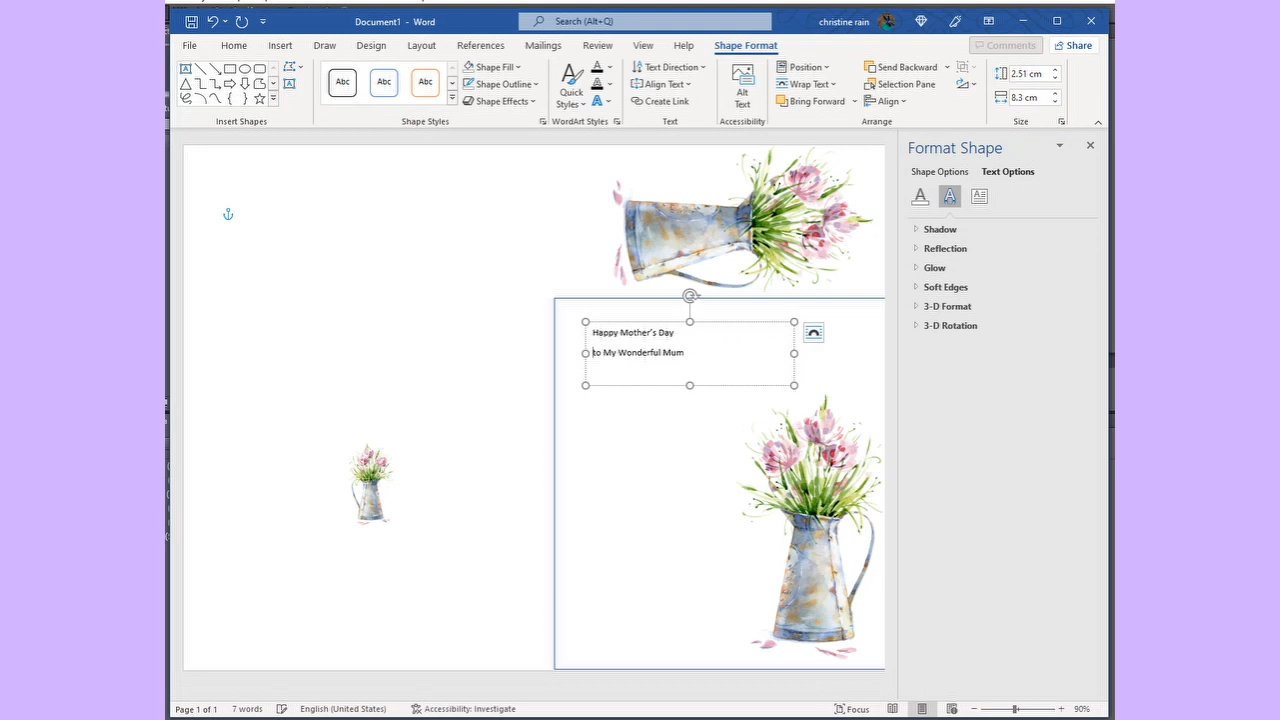 Document1 - Word
Search (Alt+Q)
christine rain
File
Home
Insert
Draw
Design
Layout
References
Mailings
Review
View
Help
Shape Format
Comments
Share
Abc
Abc
Abc
Shape Fill
Shape Outline
Shape Effects
Quick
Styles
Text Direction
Align Text
Create Link
Alt
Text
Position
Wrap Text
Bring Forward
Send Backward
Selection Pane
Align
2.51 cm
8.3 cm
Insert Shapes
Shape Styles
WordArt Styles
Text
Accessibility
Arrange
Size
Format Shape
Shape Options
Text Options
Shadow
Reflection
Glow
Soft Edges
3-D Format
3-D Rotation
Happy Mother's Day
to My Wonderful Mum
Page 1 of 1
7 words
English (United States)
Accessibility: Investigate
Focus
90%